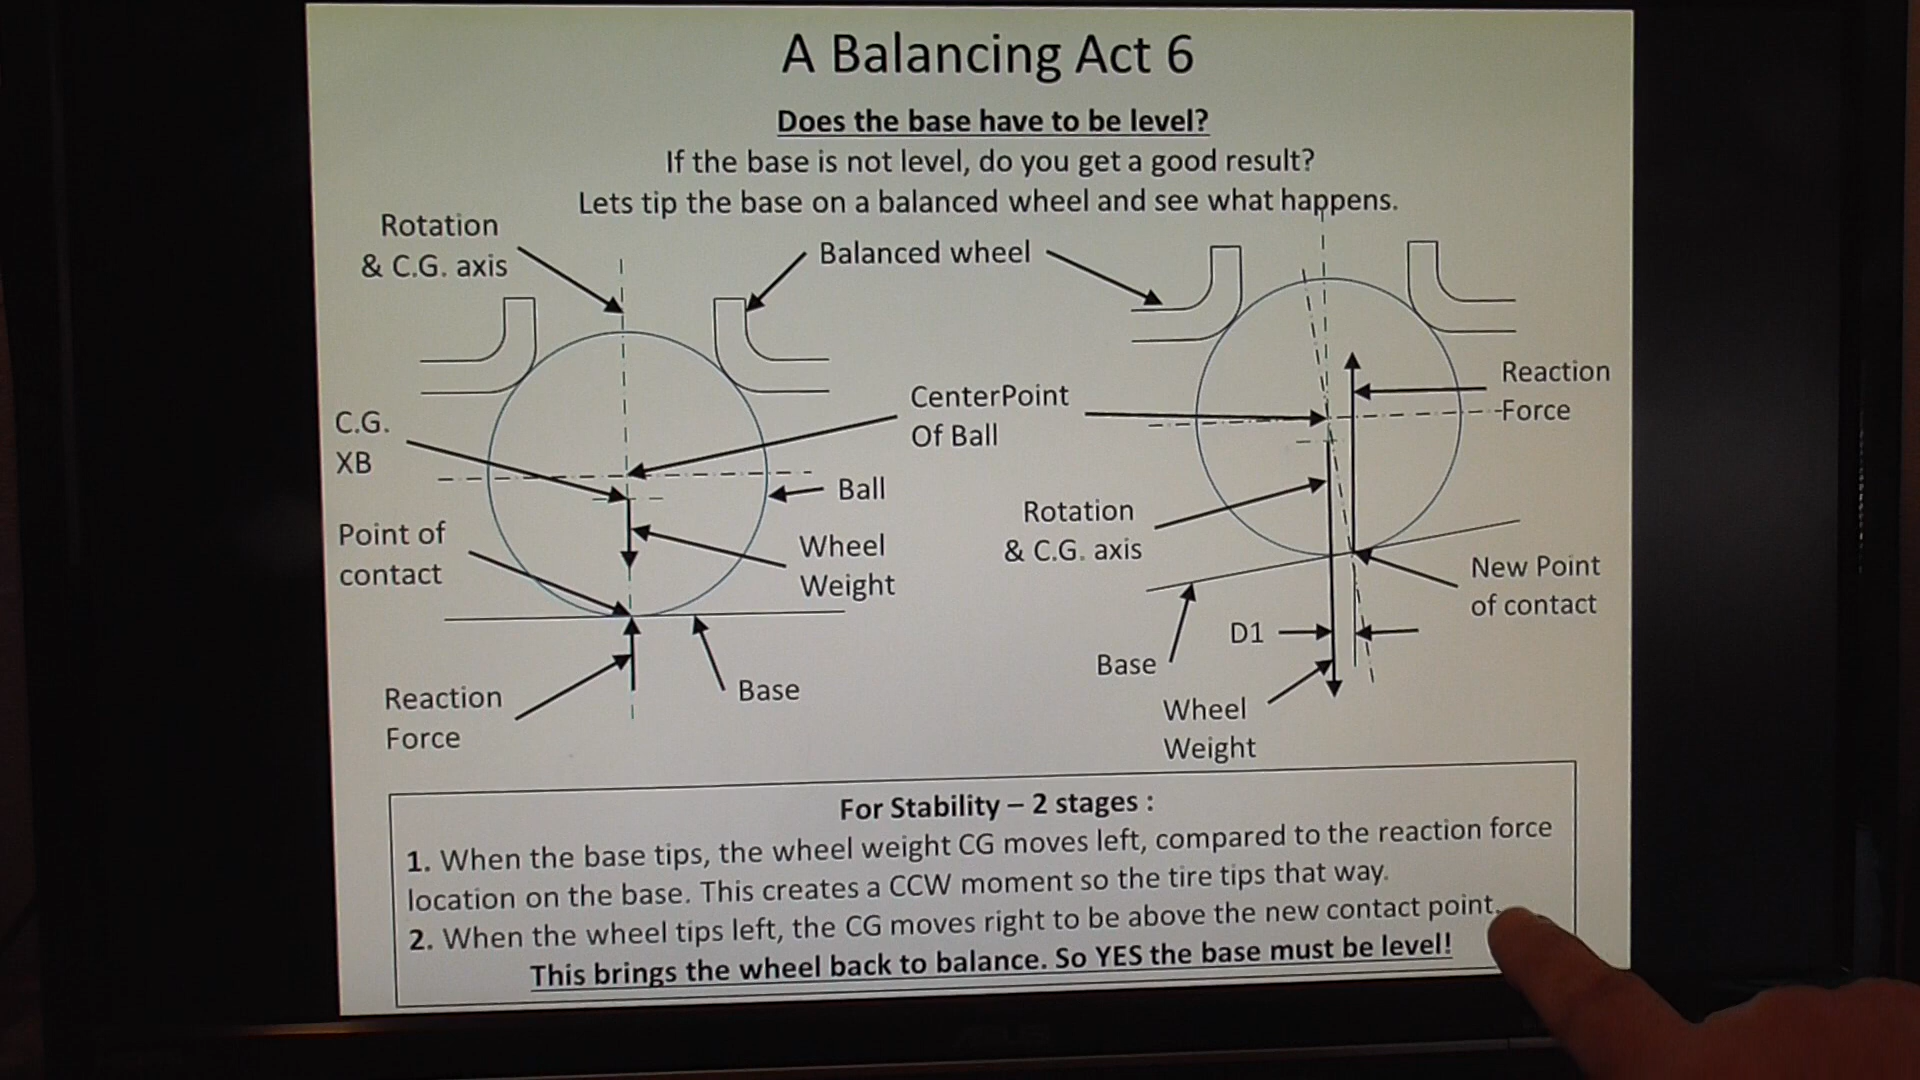 A Balancing Act 6
Does the base have to be level?
If the base is not level, do you get a good result?
Lets tip the base on a balanced wheel and see what happens.
Rotation
& C.G. axis
Balanced wheel
C.G.
XB
CenterPoint
Of Ball
Reaction
Force
Ball
Point of
contact
Wheel
Weight
Rotation
& C.G. axis
New Point
of contact
D1
Base
Reaction
Force
Base
Wheel
Weight
For Stability – 2 stages :
1. When the base tips, the wheel weight CG moves left, compared to the reaction force
location on the base. This creates a CCW moment so the tire tips that way.
2. When the wheel tips left, the CG moves right to be above the new contact point.
This brings the wheel back to balance. So YES the base must be level!